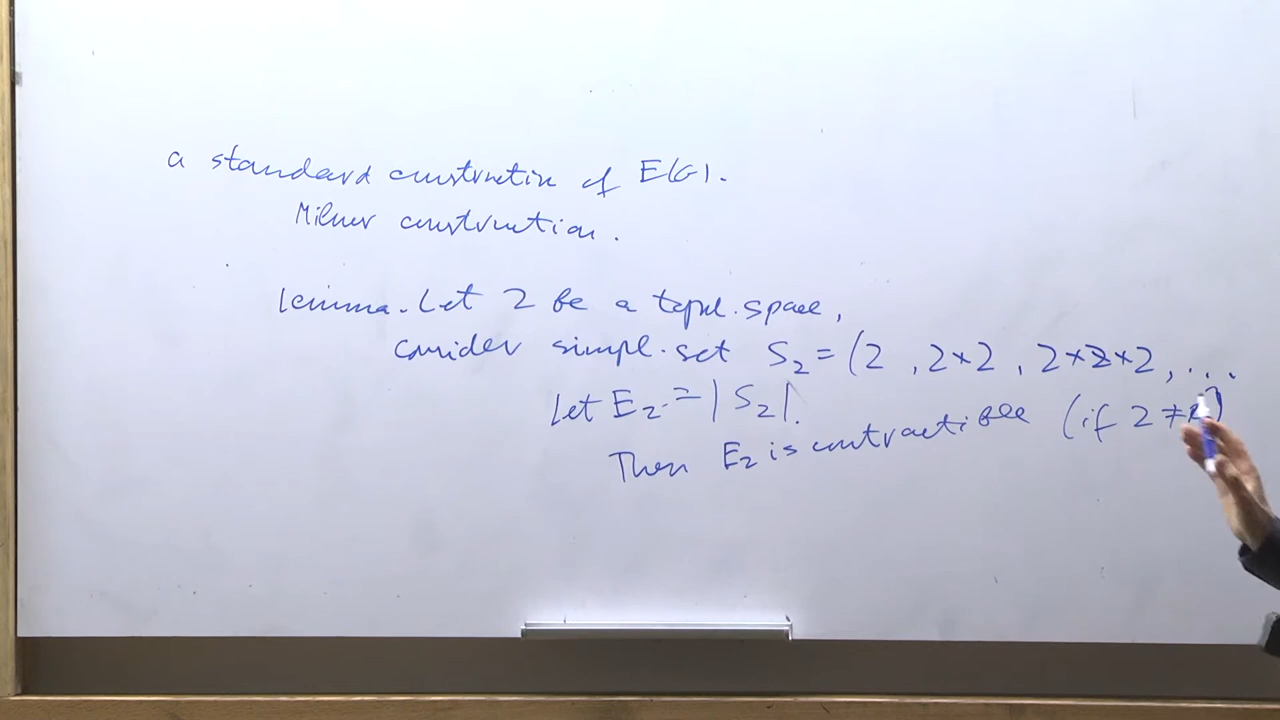 a standard construction of E(G).
Milnor construction.
Lemma. Let Z be a topol. space,
consider simpl. set S_Z = (Z, Z×Z, Z×Z×Z, ...
Let E_Z = |S_Z|.
Then E_Z is contractible (if Z ≠